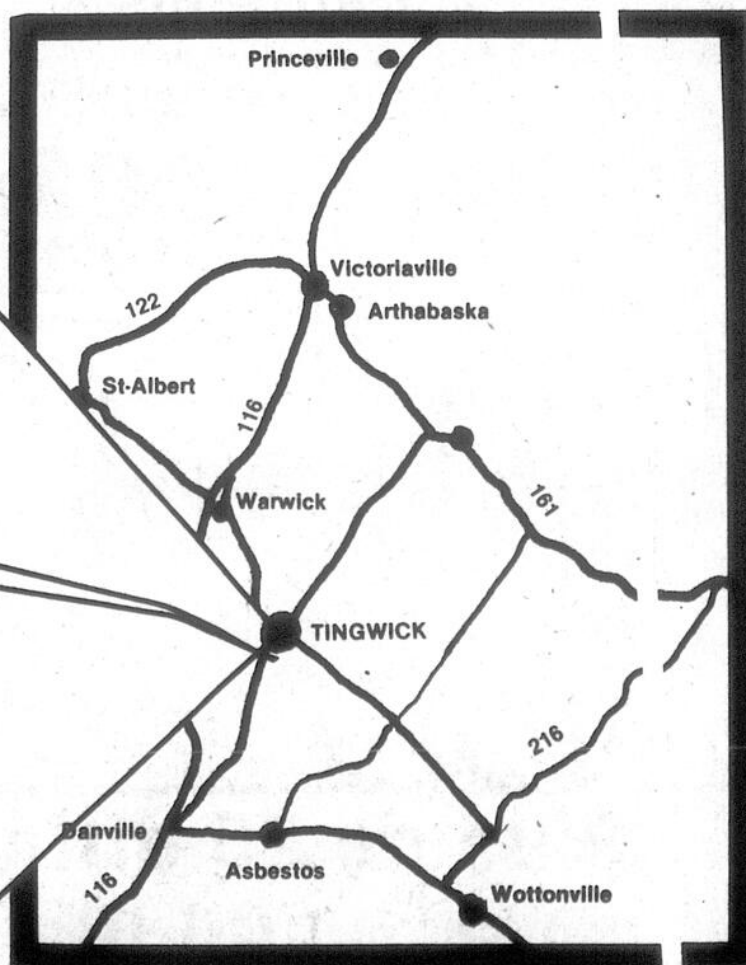 Princeville
Victoriaville
122
Arthabaska
St-Albert
116
Warwick
161
TINGWICK
216
Danville
Asbestos
116
Wottonville